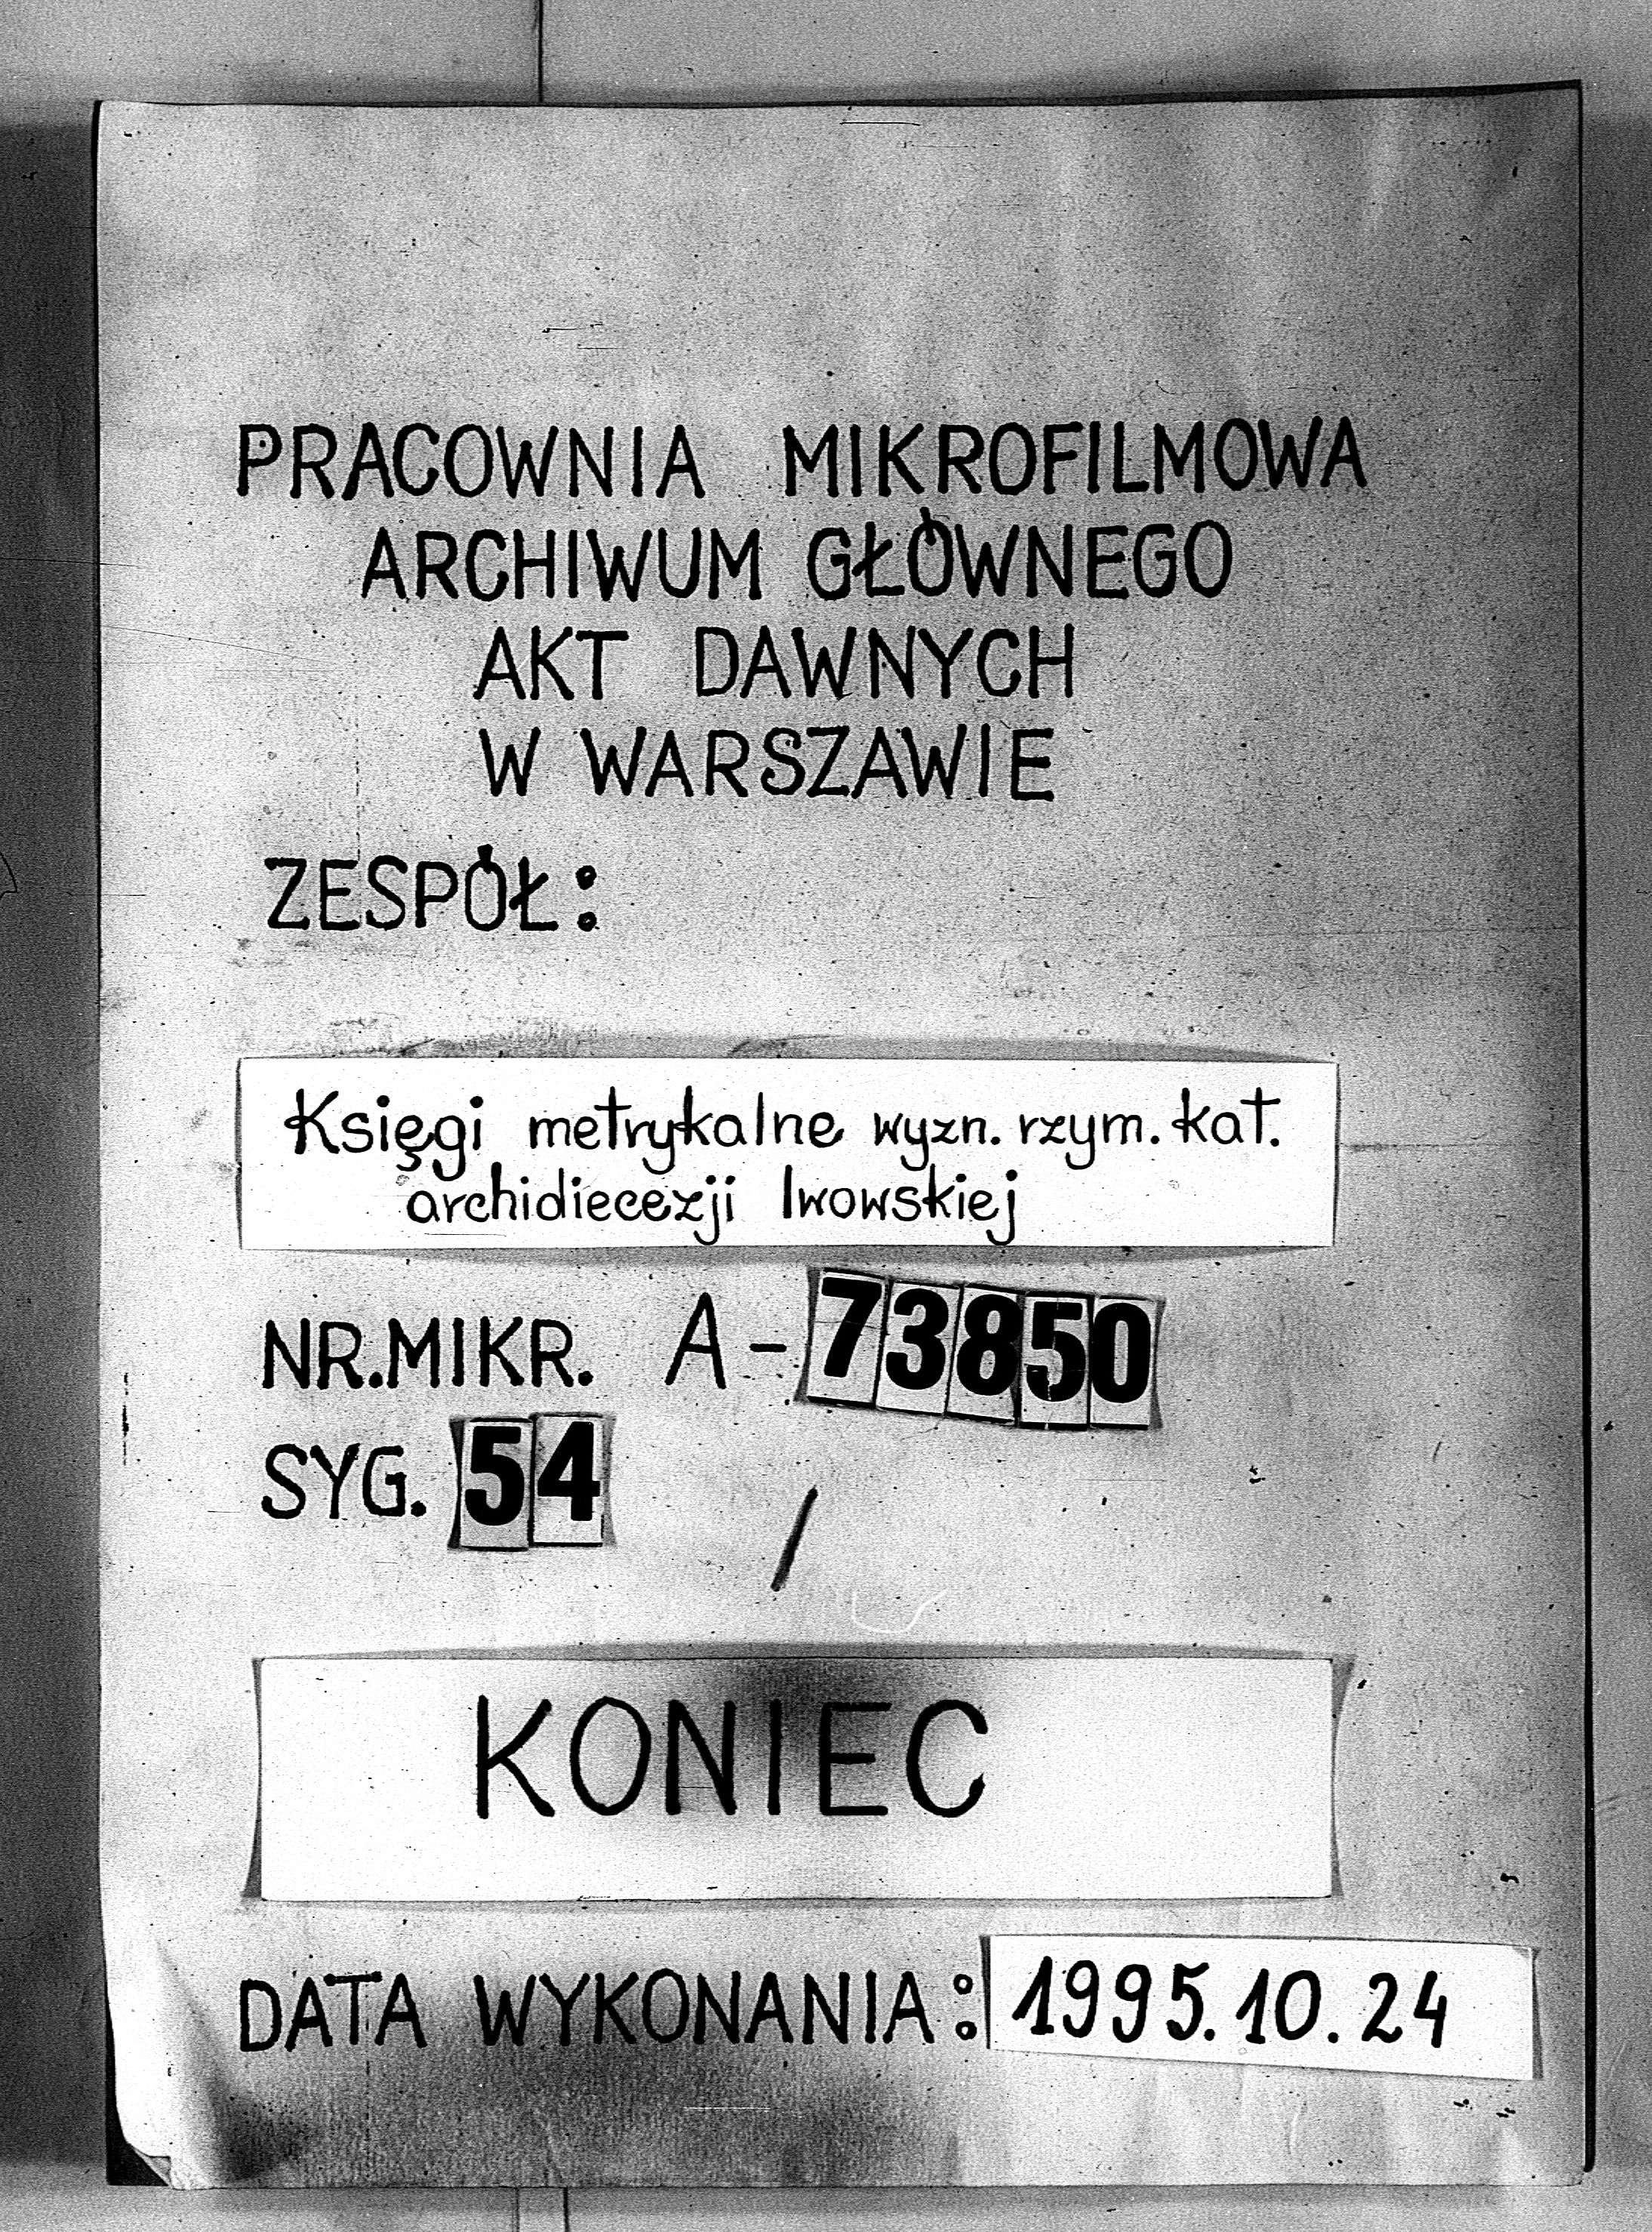 PRACOWNIA MIKROFILMOWA
ARCHIWUM GŁÓWNEGO
AKT DAWNYCH
W WARSZAWIE
ZESPÓŁ:
Księgi metrykalne wyzn. rzym. kat.
archidiecezji lwowskiej
NR. MIKR. A-73850
SYG. 54 /
KONIEC
DATA WYKONANIA: 1995.10.24